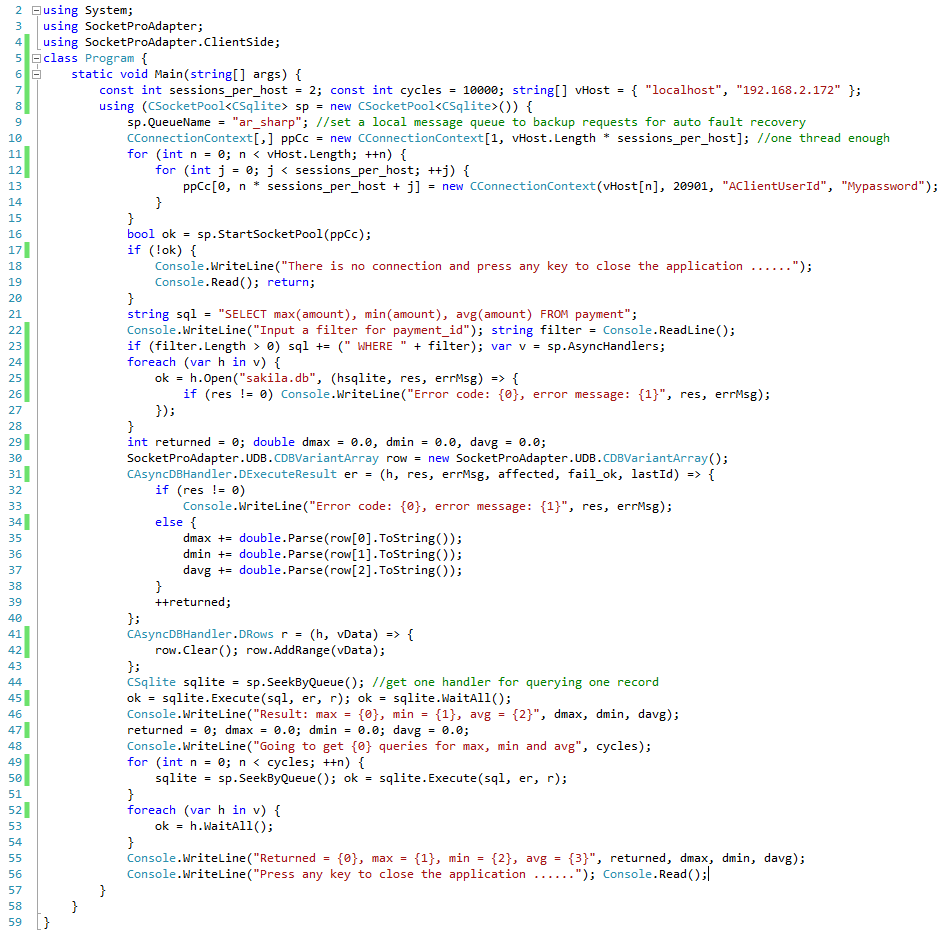 2 using System;
3 using SocketProAdapter;
4 using SocketProAdapter.ClientSide;
5 class Program {
6     static void Main(string[] args) {
7         const int sessions_per_host = 2; const int cycles = 10000; string[] vHost = { "localhost", "192.168.2.172" };
8         using (CSocketPool<CSqlite> sp = new CSocketPool<CSqlite>()) {
9             sp.QueueName = "ar_sharp"; //set a local message queue to backup requests for auto fault recovery
10             CConnectionContext[,] ppCc = new CConnectionContext[1, vHost.Length * sessions_per_host]; //one thread enough
11             for (int n = 0; n < vHost.Length; ++n) {
12                 for (int j = 0; j < sessions_per_host; ++j) {
13                     ppCc[0, n * sessions_per_host + j] = new CConnectionContext(vHost[n], 20901, "AClientUserId", "Mypassword");
14                 }
15             }
16             bool ok = sp.StartSocketPool(ppCc);
17             if (!ok) {
18                 Console.WriteLine("There is no connection and press any key to close the application ......");
19                 Console.Read(); return;
20             }
21             string sql = "SELECT max(amount), min(amount), avg(amount) FROM payment";
22             Console.WriteLine("Input a filter for payment_id"); string filter = Console.ReadLine();
23             if (filter.Length > 0) sql += (" WHERE " + filter); var v = sp.AsyncHandlers;
24             foreach (var h in v) {
25                 ok = h.Open("sakila.db", (hsqlite, res, errMsg) => {
26                     if (res != 0) Console.WriteLine("Error code: {0}, error message: {1}", res, errMsg);
27                 });
28             }
29             int returned = 0; double dmax = 0.0, dmin = 0.0, davg = 0.0;
30             SocketProAdapter.UDB.CDBVariantArray row = new SocketProAdapter.UDB.CDBVariantArray();
31             CAsyncDBHandler.DExecuteResult er = (h, res, errMsg, affected, fail_ok, lastId) => {
32                 if (res != 0)
33                     Console.WriteLine("Error code: {0}, error message: {1}", res, errMsg);
34                 else {
35                     dmax += double.Parse(row[0].ToString());
36                     dmin += double.Parse(row[1].ToString());
37                     davg += double.Parse(row[2].ToString());
38                 }
39                 ++returned;
40             };
41             CAsyncDBHandler.DRows r = (h, vData) => {
42                 row.Clear(); row.AddRange(vData);
43             };
44             CSqlite sqlite = sp.SeekByQueue(); //get one handler for querying one record
45             ok = sqlite.Execute(sql, er, r); ok = sqlite.WaitAll();
46             Console.WriteLine("Result: max = {0}, min = {1}, avg = {2}", dmax, dmin, davg);
47             returned = 0; dmax = 0.0; dmin = 0.0; davg = 0.0;
48             Console.WriteLine("Going to get {0} queries for max, min and avg", cycles);
49             for (int n = 0; n < cycles; ++n) {
50                 sqlite = sp.SeekByQueue(); ok = sqlite.Execute(sql, er, r);
51             }
52             foreach (var h in v) {
53                 ok = h.WaitAll();
54             }
55             Console.WriteLine("Returned = {0}, max = {1}, min = {2}, avg = {3}", returned, dmax, dmin, davg);
56             Console.WriteLine("Press any key to close the application ......"); Console.Read();
57         }
58     }
59 }